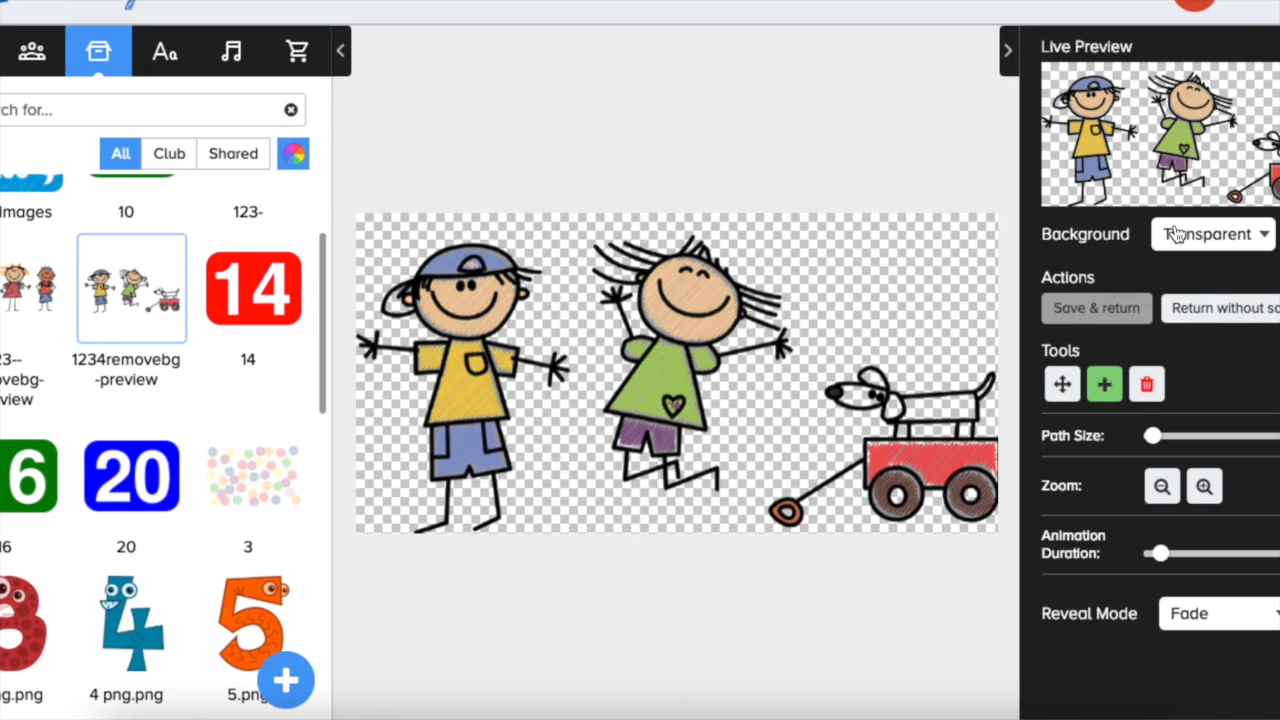 ch for...
All
Club
Shared
Images
10
123-
14
23--
ovebg-
view
1234removebg
-preview
14
6
20
16
20
3
ng.png
4 png.png
5.png
Live Preview
Background
Transparent
Actions
Save & return
Return without sa
Tools
Path Size:
Zoom:
Animation
Duration:
Reveal Mode
Fade